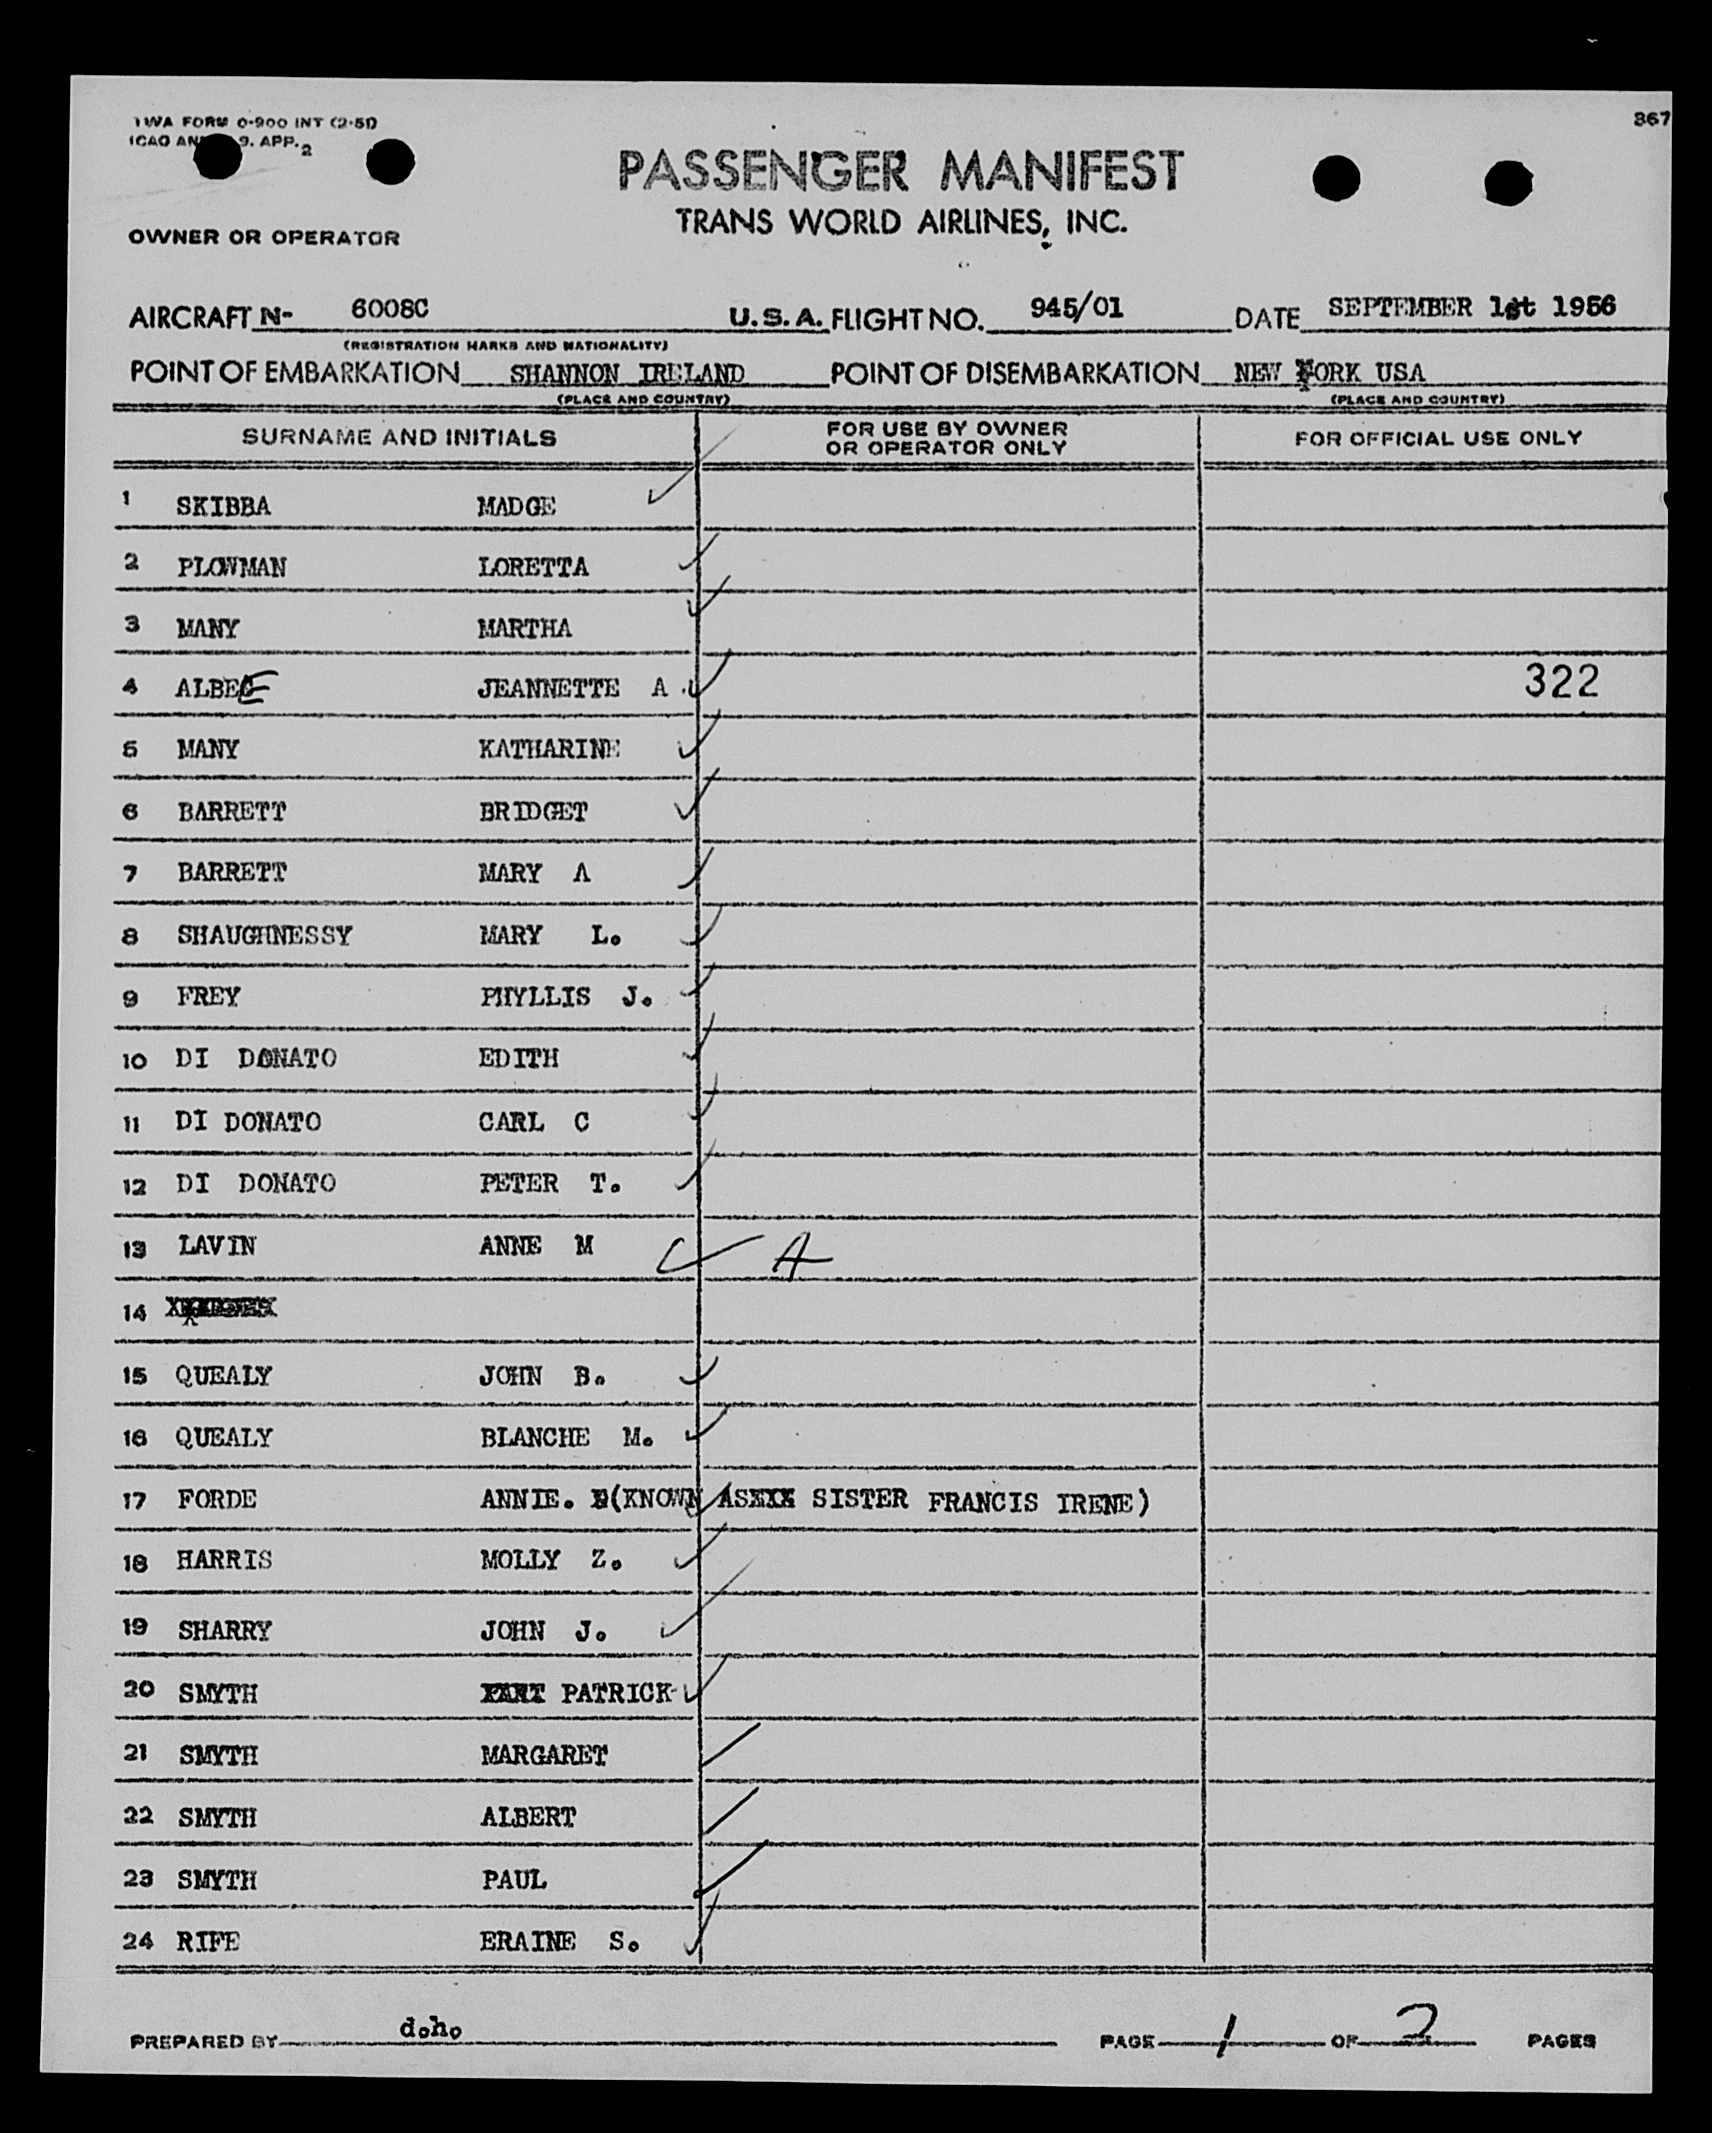 TWA FORM O-900 INT (2-51)
ICAO 9. APP. 2
867
PASSENGER MANIFEST
TRANS WORLD AIRLINES, INC.
OWNER OR OPERATOR
AIRCRAFT N- 6008C U.S.A. FLIGHT NO. 945/01 DATE SEPTEMBER 1st 1956
(REGISTRATION MARKS AND NATIONALITY)
POINT OF EMBARKATION SHANNON IRELAND POINT OF DISEMBARKATION NEW YORK USA
(PLACE AND COUNTRY) (PLACE AND COUNTRY)
SURNAME AND INITIALS FOR USE BY OWNER OR OPERATOR ONLY FOR OFFICIAL USE ONLY
1 SKIBBA MADGE
2 PLOWMAN LORETTA
3 MANY MARTHA
4 ALBEE JEANNETTE A 322
5 MANY KATHARINE
6 BARRETT BRIDGET
7 BARRETT MARY A
8 SHAUGHNESSY MARY L.
9 FREY PHYLLIS J.
10 DI DONATO EDITH
11 DI DONATO CARL C
12 DI DONATO PETER T.
13 LAVIN ANNE M A
14
15 QUEALY JOHN B.
16 QUEALY BLANCHE M.
17 FORDE ANNIE. (KNOWN AS SISTER FRANCIS IRENE)
18 HARRIS MOLLY Z.
19 SHARRY JOHN J.
20 SMYTH PATRICK
21 SMYTH MARGARET
22 SMYTH ALBERT
23 SMYTH PAUL
24 RIFE ERAINE S.
PREPARED BY d.h. PAGE 1 OF 2 PAGES